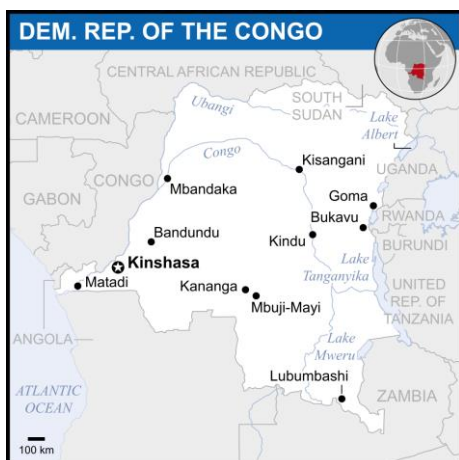 DEM. REP. OF THE CONGO
CENTRAL AFRICAN REPUBLIC
SOUTH
SUDAN
CAMEROON
Ubangi
Lake
Albert
Congo
Kisangani
UGANDA
GABON
CONGO
Mbandaka
Goma
RWANDA
Bukavu
BURUNDI
Bandundu
Kindu
Kinshasa
Lake
Tanganyika
Matadi
Kananga
Mbuji-Mayi
UNITED
REP. OF
TANZANIA
ANGOLA
Lake
Mweru
Lubumbashi
ZAMBIA
ATLANTIC
OCEAN
100 km